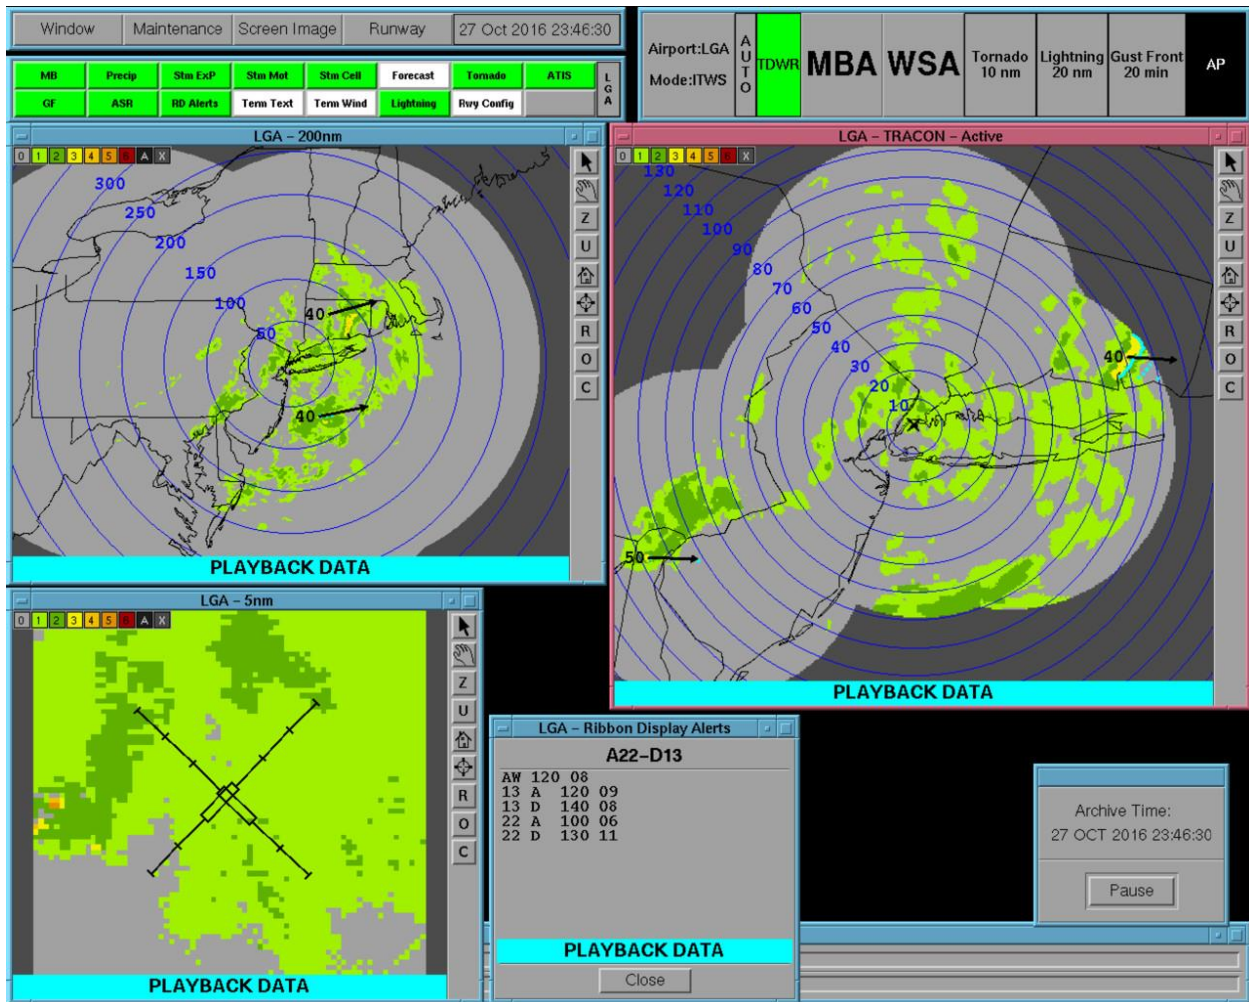 Window Maintenance Screen Image Runway 27 Oct 2016 23:46:30
MB Precip Stm ExP Stm Mot Stm Cell Forecast Tornado ATIS
GF ASR RD Alerts Term Text Term Wind Lightning Rwy Config
LGA
Airport:LGA
Mode:ITWS
AUTO
TDWR
MBA
WSA
Tornado
10 nm
Lightning
20 nm
Gust Front
20 min
AP
LGA – 200nm
0 1 2 3 4 5 6 A X
300
250
200
150
100
50
40
40
Z
U
R
O
C
PLAYBACK DATA
LGA – TRACON – Active
0 1 2 3 4 5 6 X
130
120
110
100
90
80
70
60
50
40
30
20
10
40
50
Z
U
R
O
C
PLAYBACK DATA
LGA – 5nm
0 1 2 3 4 5 6 A X
Z
U
R
O
C
PLAYBACK DATA
LGA – Ribbon Display Alerts
A22–D13
AW 120 08
13 A 120 09
13 D 140 08
22 A 100 06
22 D 130 11
PLAYBACK DATA
Close
Archive Time:
27 OCT 2016 23:46:30
Pause